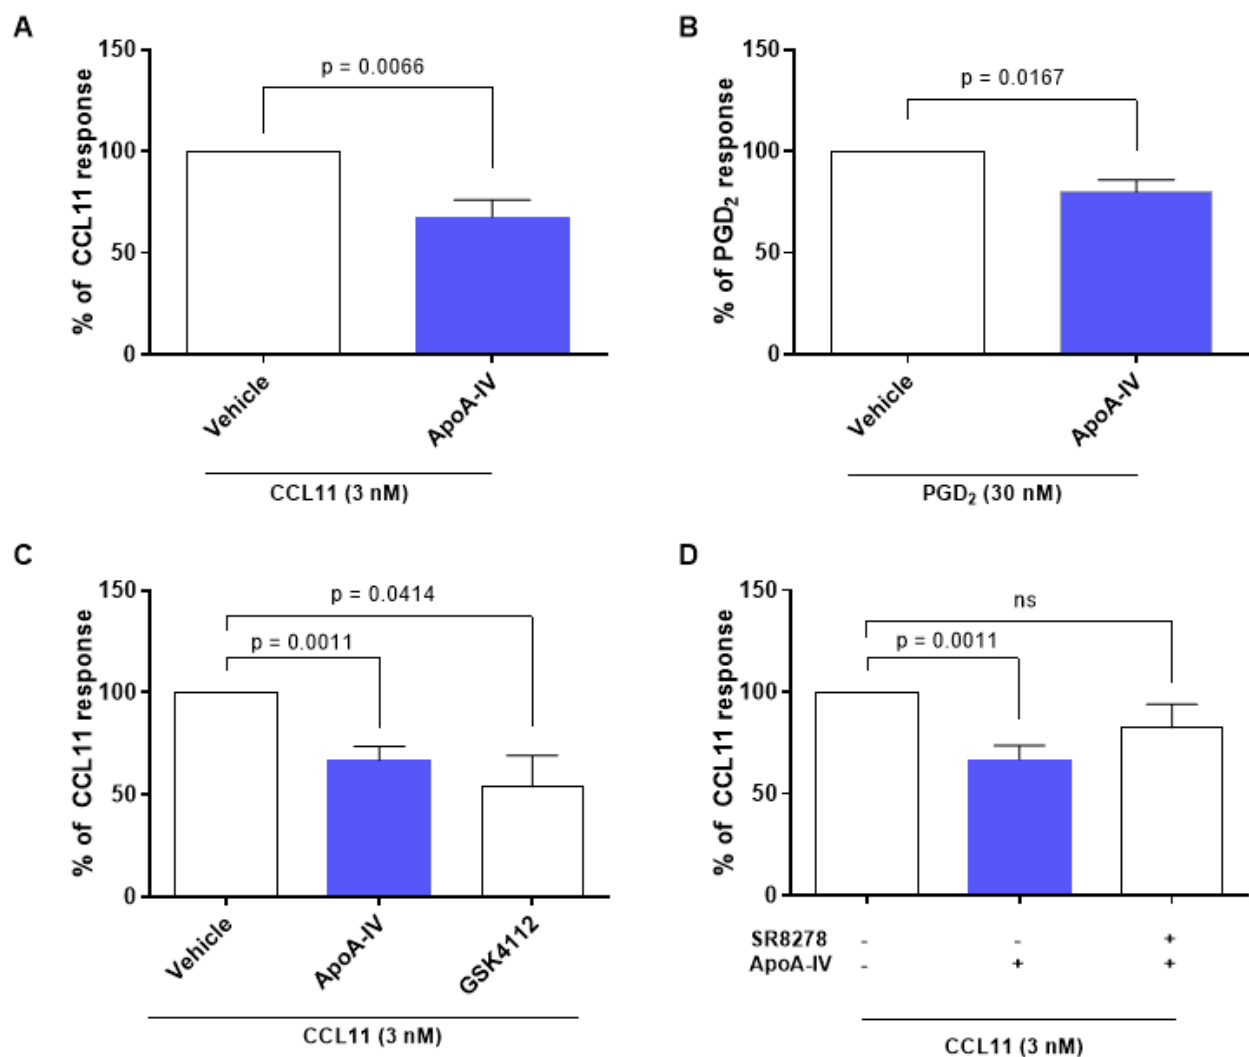 A
% of CCL11 response
150
100
50
0
p = 0.0066
Vehicle
ApoA-IV
CCL11 (3 nM)
B
% of PGD₂ response
150
100
50
0
p = 0.0167
Vehicle
ApoA-IV
PGD₂ (30 nM)
C
% of CCL11 response
150
100
50
0
p = 0.0414
p = 0.0011
Vehicle
ApoA-IV
GSK4112
CCL11 (3 nM)
D
% of CCL11 response
150
100
50
0
ns
p = 0.0011
SR8278 - - +
ApoA-IV - + +
CCL11 (3 nM)